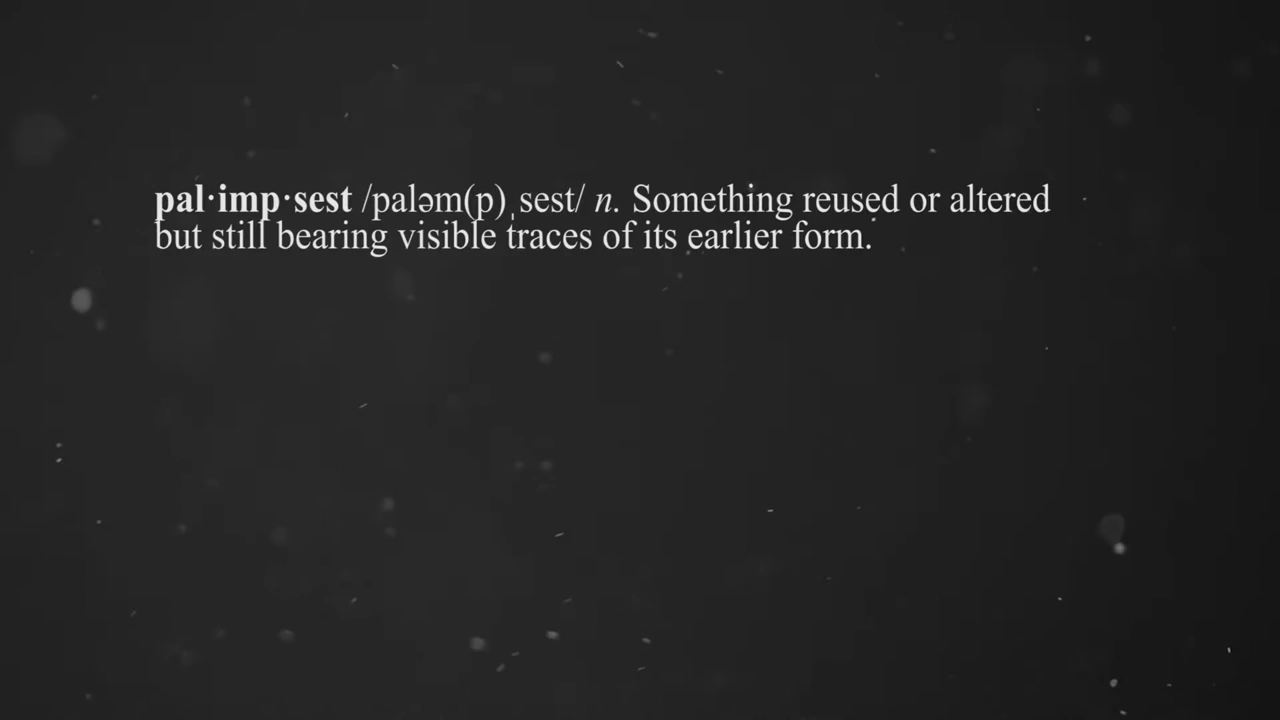 pal·imp·sest /paləm(p)ˌsest/ n. Something reused or altered
but still bearing visible traces of its earlier form.